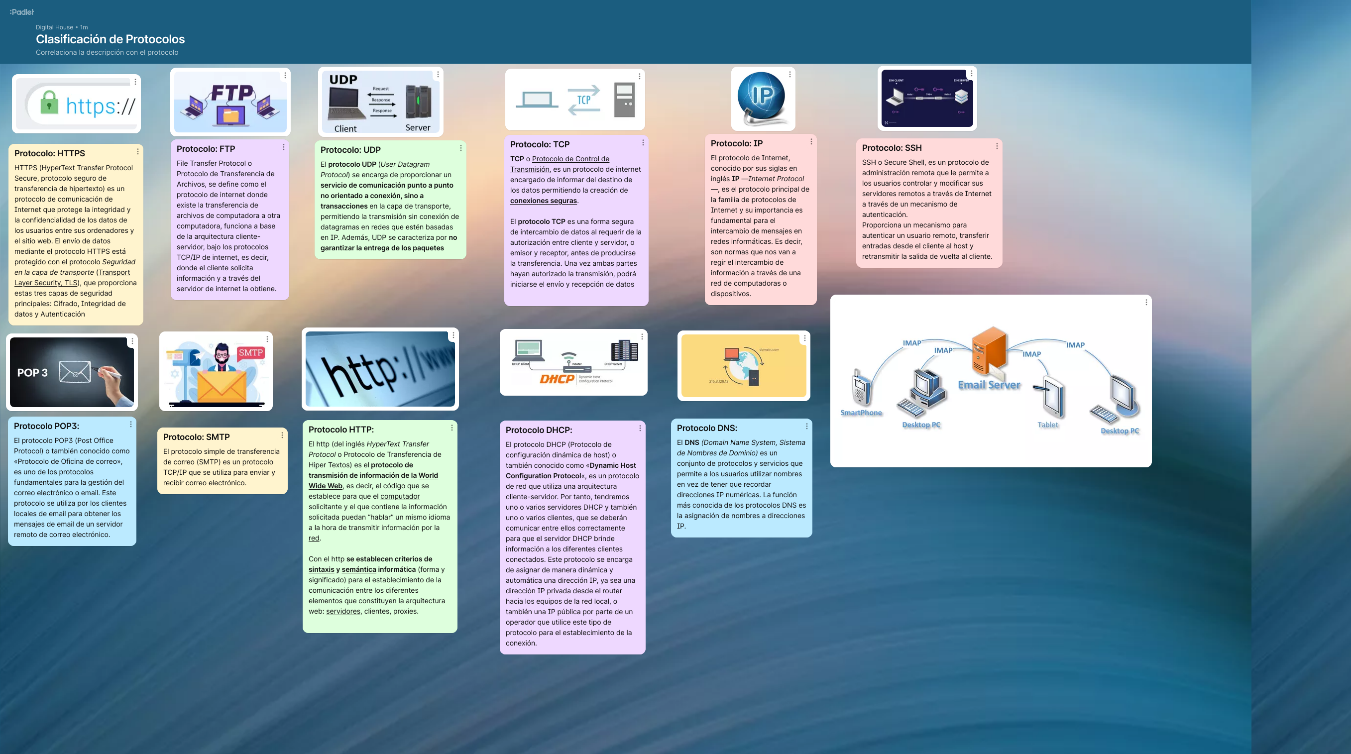 :Padlet
Digital House • 1m
Clasificación de Protocolos
Correlaciona la descripción con el protocolo
https://
Protocolo: HTTPS
HTTPS (HyperText Transfer Protocol
Secure, protocolo seguro de
transferencia de hipertexto) es un
protocolo de comunicación de
Internet que protege la integridad y
la confidencialidad de los datos de
los usuarios entre sus ordenadores y
el sitio web. El envío de datos
mediante el protocolo HTTPS está
protegido con el protocolo Seguridad
en la capa de transporte (Transport
Layer Security, TLS), que proporciona
estas tres capas de seguridad
principales: Cifrado, Integridad de
datos y Autenticación
FTP
Protocolo: FTP
File Transfer Protocol o
Protocolo de Transferencia de
Archivos, se define como el
protocolo de internet donde
existe la transferencia de
archivos de computadora a otra
computadora, funciona a base
de la arquitectura cliente-
servidor, bajo los protocolos
TCP/IP de internet, es decir,
donde el cliente solicita
información y a través del
servidor de internet la obtiene.
UDP
Request
Response
Response
Client
Server
Protocolo: UDP
El protocolo UDP (User Datagram
Protocol) se encarga de proporcionar un
servicio de comunicación punto a punto
no orientado a conexión, sino a
transacciones en la capa de transporte,
permitiendo la transmisión sin conexión de
datagramas en redes que estén basadas
en IP. Además, UDP se caracteriza por no
garantizar la entrega de los paquetes
TCP
Protocolo: TCP
TCP o Protocolo de Control de
Transmisión, es un protocolo de internet
encargado de informar del destino de
los datos permitiendo la creación de
conexiones seguras.
El protocolo TCP es una forma segura
de intercambio de datos al requerir de la
autorización entre cliente y servidor, o
emisor y receptor, antes de producirse
la transferencia. Una vez ambas partes
hayan autorizado la transmisión, podrá
iniciarse el envío y recepción de datos
IP
Protocolo: IP
El protocolo de Internet,
conocido por sus siglas en
inglés IP —Internet Protocol
—, es el protocolo principal de
la familia de protocolos de
Internet y su importancia es
fundamental para el
intercambio de mensajes en
redes informáticas. Es decir,
son normas que nos van a
regir el intercambio de
información a través de una
red de computadoras o
dispositivos.
Protocolo: SSH
SSH o Secure Shell, es un protocolo de
administración remota que le permite a
los usuarios controlar y modificar sus
servidores remotos a través de Internet
a través de un mecanismo de
autenticación.
Proporciona un mecanismo para
autenticar un usuario remoto, transferir
entradas desde el cliente al host y
retransmitir la salida de vuelta al cliente.
POP 3
Protocolo POP3:
El protocolo POP3 (Post Office
Protocol) o también conocido como
«Protocolo de Oficina de correo»,
es uno de los protocolos
fundamentales para la gestión del
correo electrónico o email. Este
protocolo se utiliza por los clientes
locales de email para obtener los
mensajes de email de un servidor
remoto de correo electrónico.
SMTP
Protocolo: SMTP
El protocolo simple de transferencia
de correo (SMTP) es un protocolo
TCP/IP que se utiliza para enviar y
recibir correo electrónico.
http://www
Protocolo HTTP:
El http (del inglés HyperText Transfer
Protocol o Protocolo de Transferencia de
Hiper Textos) es el protocolo de
transmisión de información de la World
Wide Web, es decir, el código que se
establece para que el computador
solicitante y el que contiene la información
solicitada puedan "hablar" un mismo idioma
a la hora de transmitir información por la
red.
Con el http se establecen criterios de
sintaxis y semántica informática (forma y
significado) para el establecimiento de la
comunicación entre los diferentes
elementos que constituyen la arquitectura
web: servidores, clientes, proxies.
DHCP
Protocolo DHCP:
El protocolo DHCP (Protocolo de
configuración dinámica de host) o
también conocido como «Dynamic Host
Configuration Protocol», es un protocolo
de red que utiliza una arquitectura
cliente-servidor. Por tanto, tendremos
uno o varios servidores DHCP y también
uno o varios clientes, que se deberán
comunicar entre ellos correctamente
para que el servidor DHCP brinde
información a los diferentes clientes
conectados. Este protocolo se encarga
de asignar de manera dinámica y
automática una dirección IP, ya sea una
dirección IP privada desde el router
hacia los equipos de la red local, o
también una IP pública por parte de un
operador que utilice este tipo de
protocolo para el establecimiento de la
conexión.
Protocolo DNS:
El DNS (Domain Name System, Sistema
de Nombres de Dominio) es un
conjunto de protocolos y servicios que
permite a los usuarios utilizar nombres
en vez de tener que recordar
direcciones IP numéricas. La función
más conocida de los protocolos DNS es
la asignación de nombres a direcciones
IP.
IMAP
IMAP
IMAP
IMAP
Email Server
SmartPhone
Desktop PC
Tablet
Desktop PC